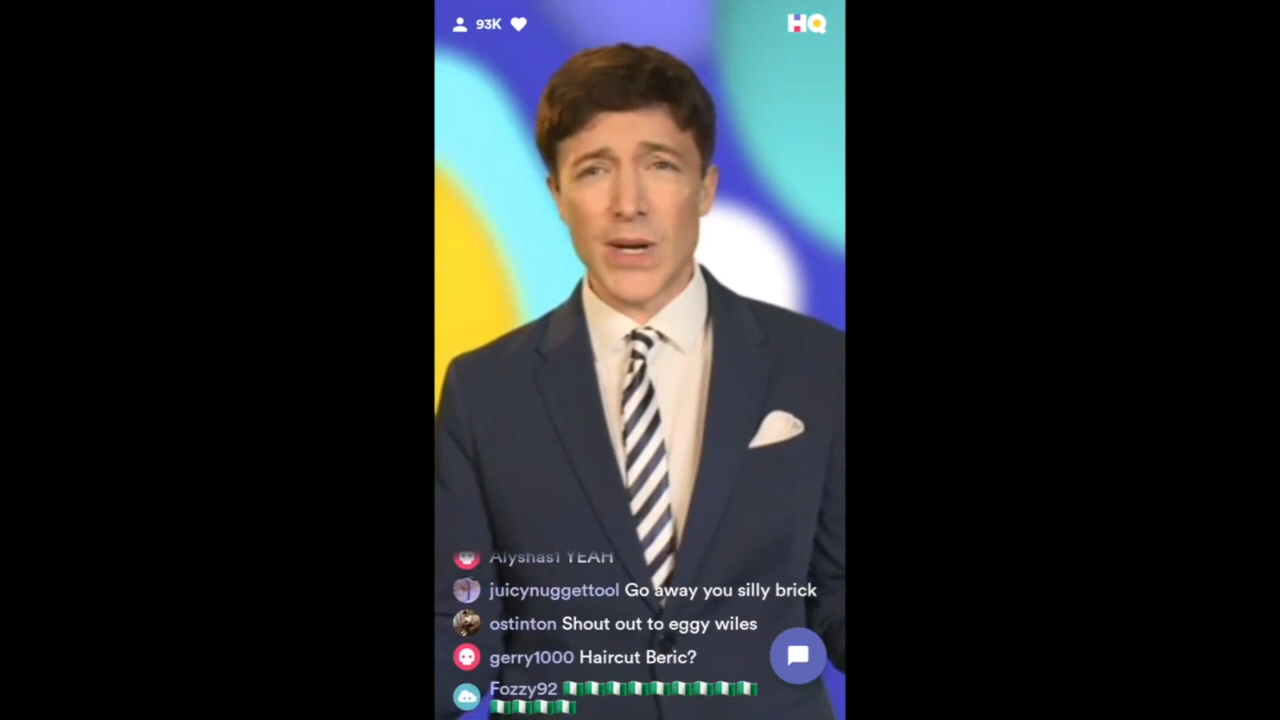 93K
HQ
Alyshas1 YEAH
juicynuggettool Go away you silly brick
ostinton Shout out to eggy wiles
gerry1000 Haircut Beric?
Fozzy92 🇳🇬🇳🇬🇳🇬🇳🇬🇳🇬🇳🇬🇳🇬🇳🇬🇳🇬
🇳🇬🇳🇬🇳🇬🇳🇬